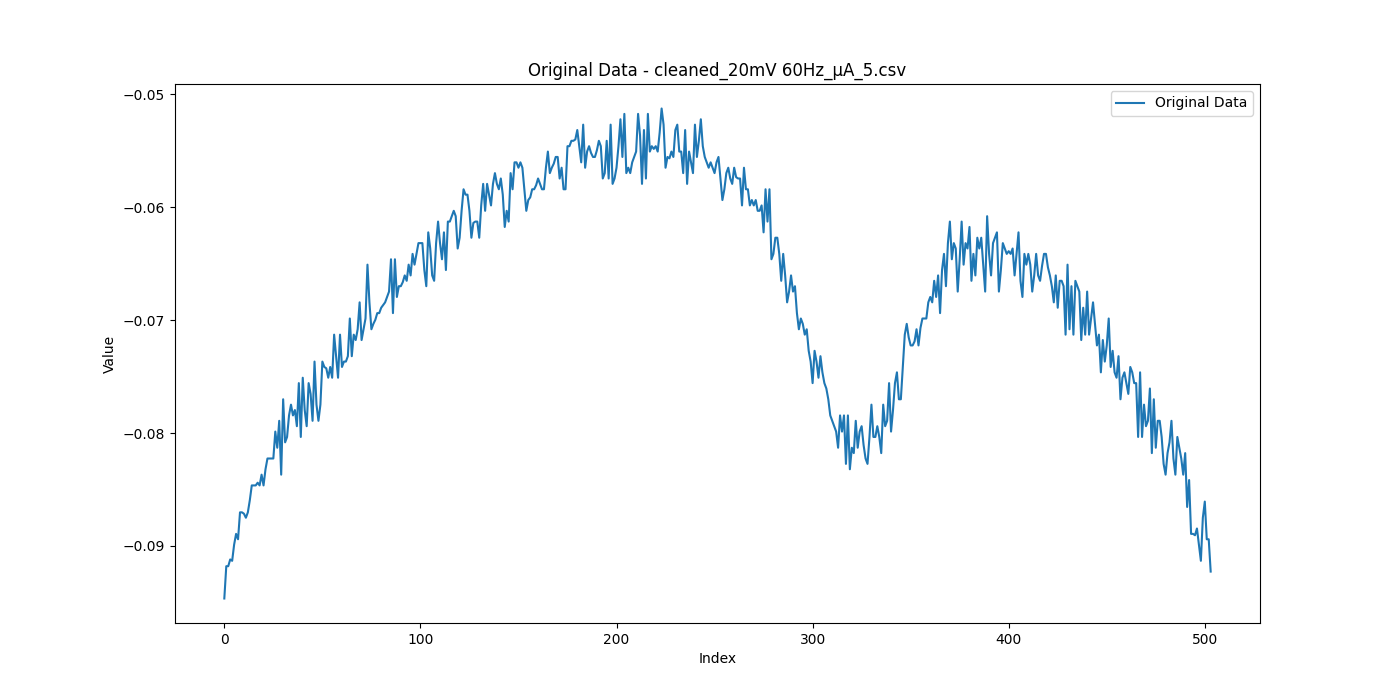 Original Data - cleaned_20mV 60Hz_µA_5.csv
Original Data
−0.05
−0.06
−0.07
−0.08
−0.09
Value
0 100 200 300 400 500
Index